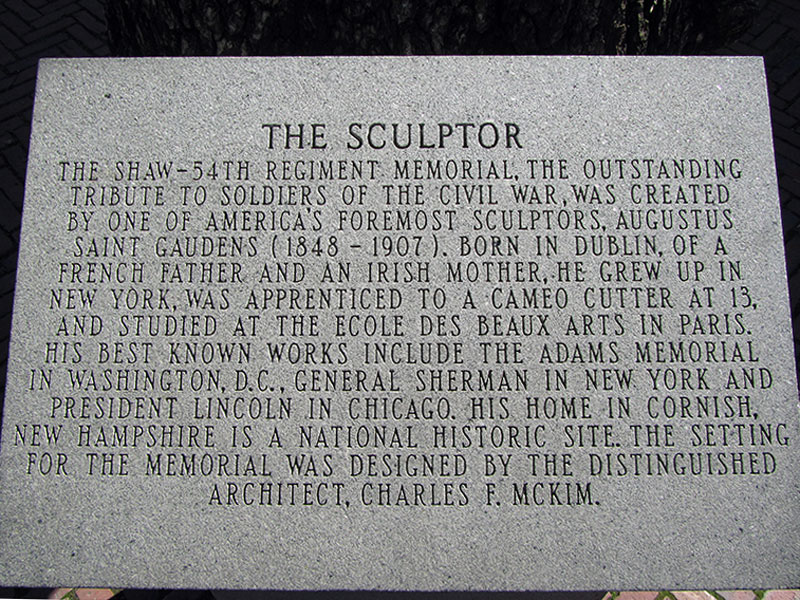 THE SCULPTOR
THE SHAW-54TH REGIMENT MEMORIAL, THE OUTSTANDING
TRIBUTE TO SOLDIERS OF THE CIVIL WAR, WAS CREATED
BY ONE OF AMERICA'S FOREMOST SCULPTORS, AUGUSTUS
SAINT GAUDENS (1848 - 1907). BORN IN DUBLIN, OF A
FRENCH FATHER AND AN IRISH MOTHER, HE GREW UP IN
NEW YORK, WAS APPRENTICED TO A CAMEO CUTTER AT 13,
AND STUDIED AT THE ECOLE DES BEAUX ARTS IN PARIS.
HIS BEST KNOWN WORKS INCLUDE THE ADAMS MEMORIAL
IN WASHINGTON, D.C., GENERAL SHERMAN IN NEW YORK AND
PRESIDENT LINCOLN IN CHICAGO. HIS HOME IN CORNISH,
NEW HAMPSHIRE IS A NATIONAL HISTORIC SITE. THE SETTING
FOR THE MEMORIAL WAS DESIGNED BY THE DISTINGUISHED
ARCHITECT, CHARLES F. MCKIM.